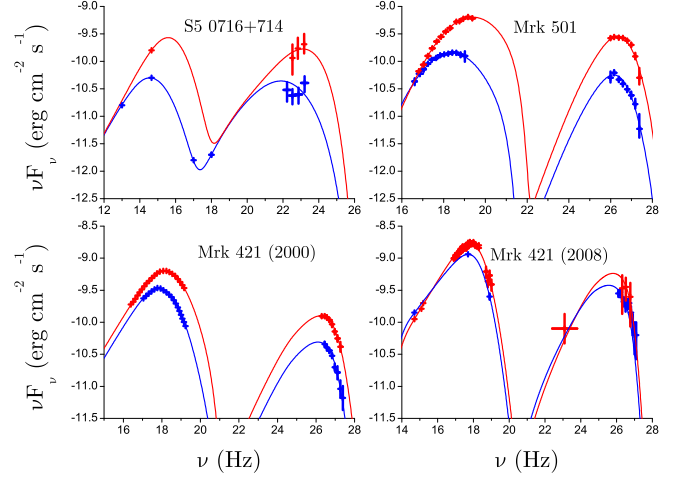 S5 0716+714
Mrk 501
νFν (erg cm⁻² s⁻¹)
-9.0
-9.5
-10.0
-10.5
-11.0
-11.5
-12.0
-12.5
12 14 16 18 20 22 24 26
-9.0
-9.5
-10.0
-10.5
-11.0
-11.5
-12.0
-12.5
16 18 20 22 24 26 28
Mrk 421 (2000)
Mrk 421 (2008)
νFν (erg cm⁻² s⁻¹)
-8.5
-9.0
-9.5
-10.0
-10.5
-11.0
-11.5
14 16 18 20 22 24 26 28
-8.5
-9.0
-9.5
-10.0
-10.5
-11.0
-11.5
14 16 18 20 22 24 26 28
ν (Hz)
ν (Hz)